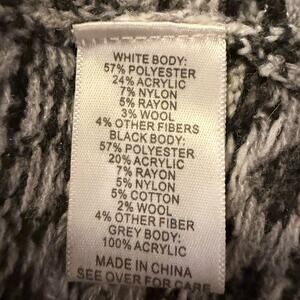 WHITE BODY:
57% POLYESTER
24% ACRYLIC
7% NYLON
5% RAYON
3% WOOL
4% OTHER FIBERS
BLACK BODY:
57% POLYESTER
20% ACRYLIC
7% RAYON
5% NYLON
5% COTTON
2% WOOL
4% OTHER FIBER
GREY BODY:
100% ACRYLIC
MADE IN CHINA
SEE OVER FOR CARE